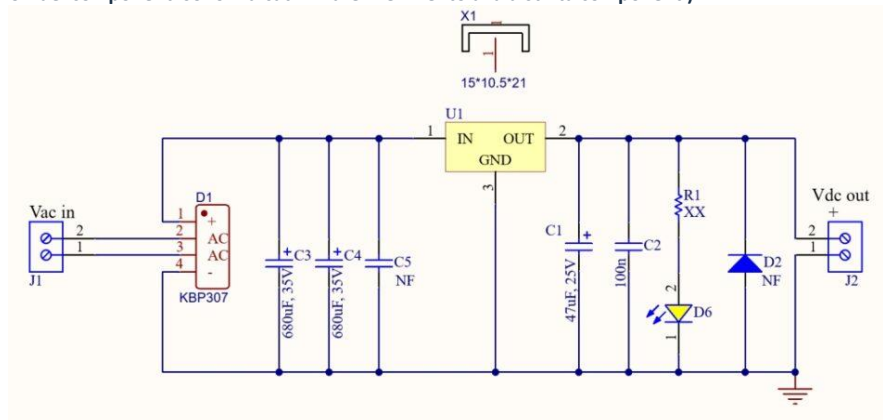 X1
1
15*10.5*21
U1
1 IN OUT 2
GND
3
D1
Vac in
2
1
J1
1 +
2 AC
3 AC
4 -
KBP307
+ C3
680uF, 35V
+ C4
680uF, 35V
C5
NF
C1 +
47uF, 25V
C2
100n
R1
XX
2
D6
1
D2
NF
Vdc out
+
2
1
J2